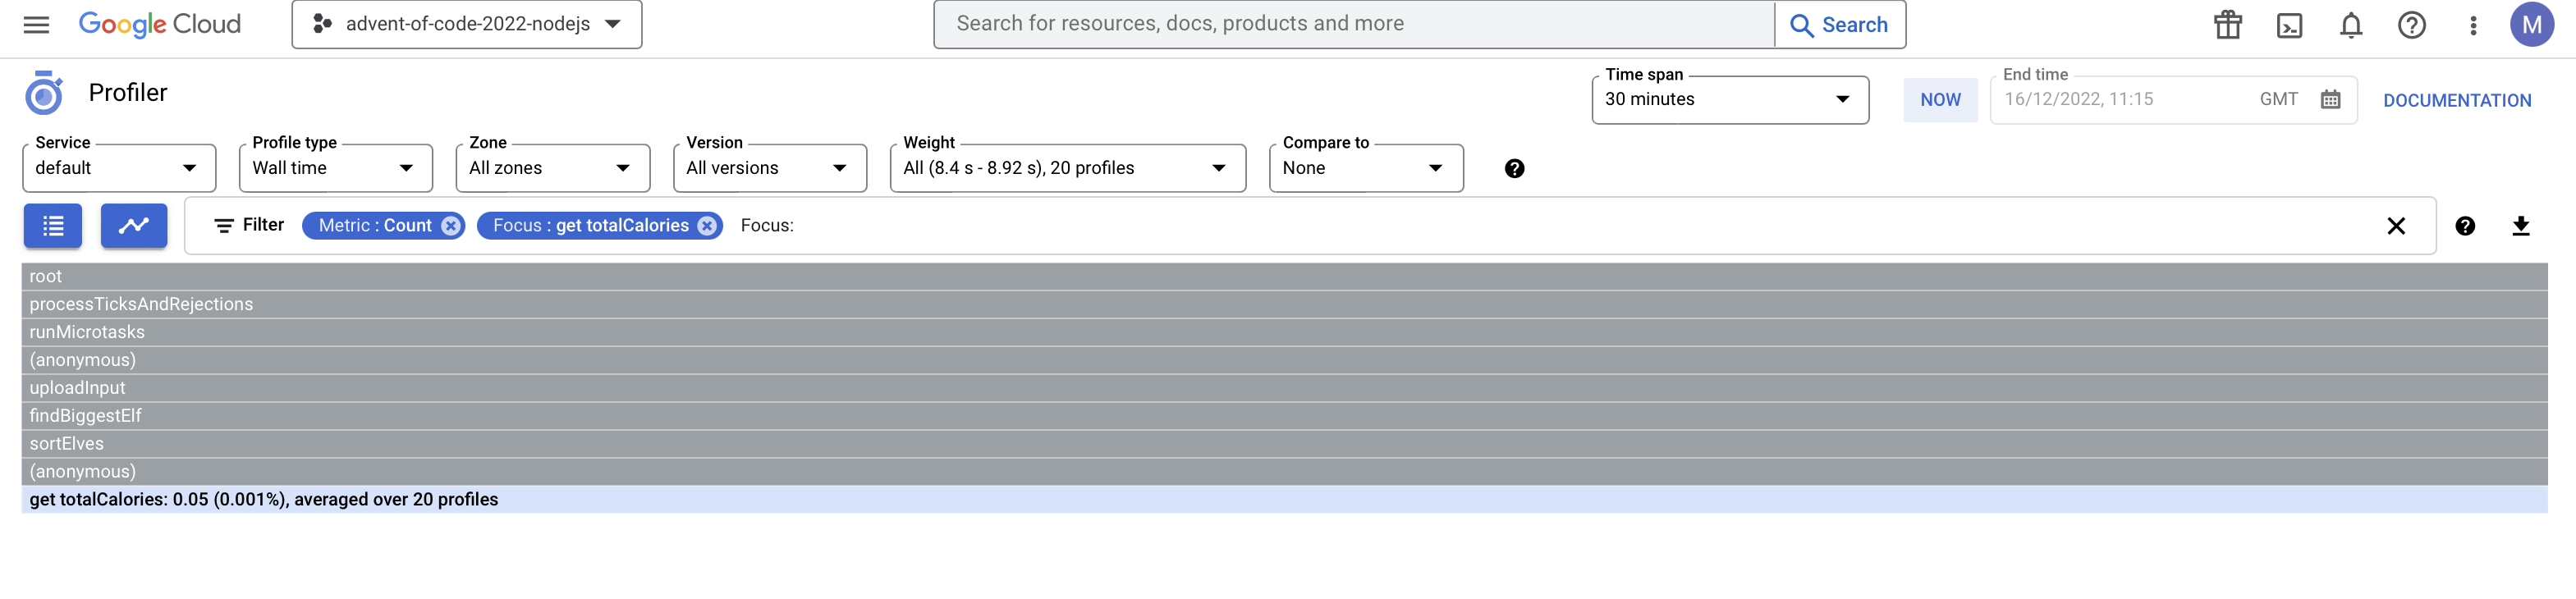 Google Cloud advent-of-code-2022-nodejs Search for resources, docs, products and more Search M
Profiler
Time span
30 minutes
NOW
End time
16/12/2022, 11:15 GMT
DOCUMENTATION
Service
default
Profile type
Wall time
Zone
All zones
Version
All versions
Weight
All (8.4 s - 8.92 s), 20 profiles
Compare to
None
Filter Metric : Count Focus : get totalCalories Focus:
root
processTicksAndRejections
runMicrotasks
(anonymous)
uploadInput
findBiggestElf
sortElves
(anonymous)
get totalCalories: 0.05 (0.001%), averaged over 20 profiles